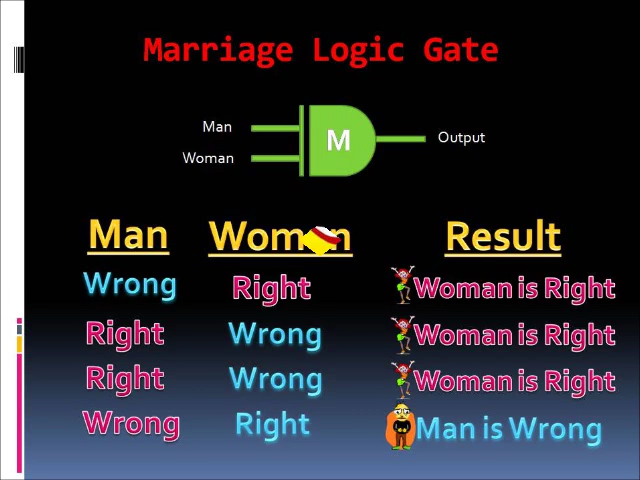 Marriage Logic Gate
Man
Woman
M
Output
Man Woman Result
Wrong Right Woman is Right
Right Wrong Woman is Right
Right Wrong Woman is Right
Wrong Right Man is Wrong